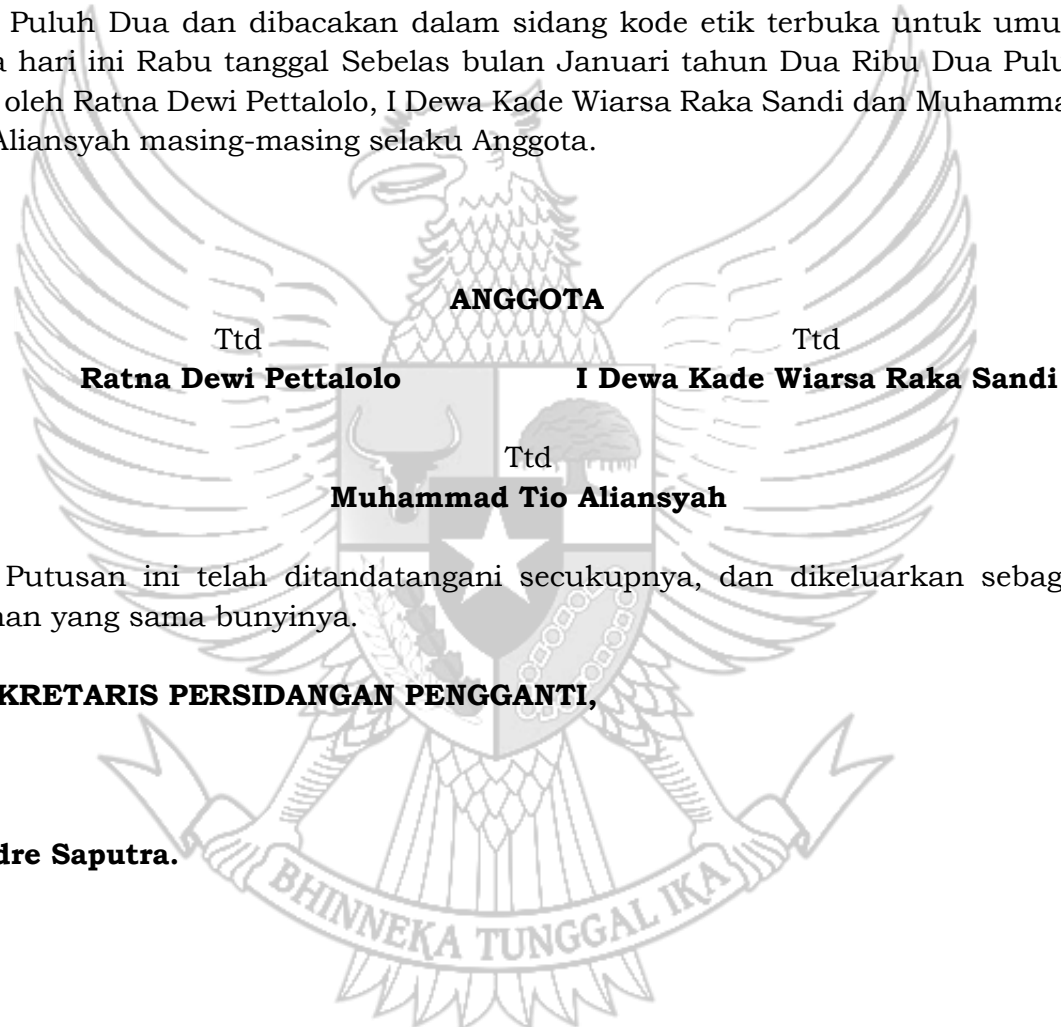 Puluh Dua dan dibacakan dalam sidang kode etik terbuka untuk umu
a hari ini Rabu tanggal Sebelas bulan Januari tahun Dua Ribu Dua Pulu
oleh Ratna Dewi Pettalolo, I Dewa Kade Wiarsa Raka Sandi dan Muhamma
Aliansyah masing-masing selaku Anggota.
ANGGOTA
Ttd Ttd
Ratna Dewi Pettalolo I Dewa Kade Wiarsa Raka Sandi
Ttd
Muhammad Tio Aliansyah
Putusan ini telah ditandatangani secukupnya, dan dikeluarkan sebag
nan yang sama bunyinya.
KRETARIS PERSIDANGAN PENGGANTI,
dre Saputra.
BHINNEKA TUNGGAL IKA